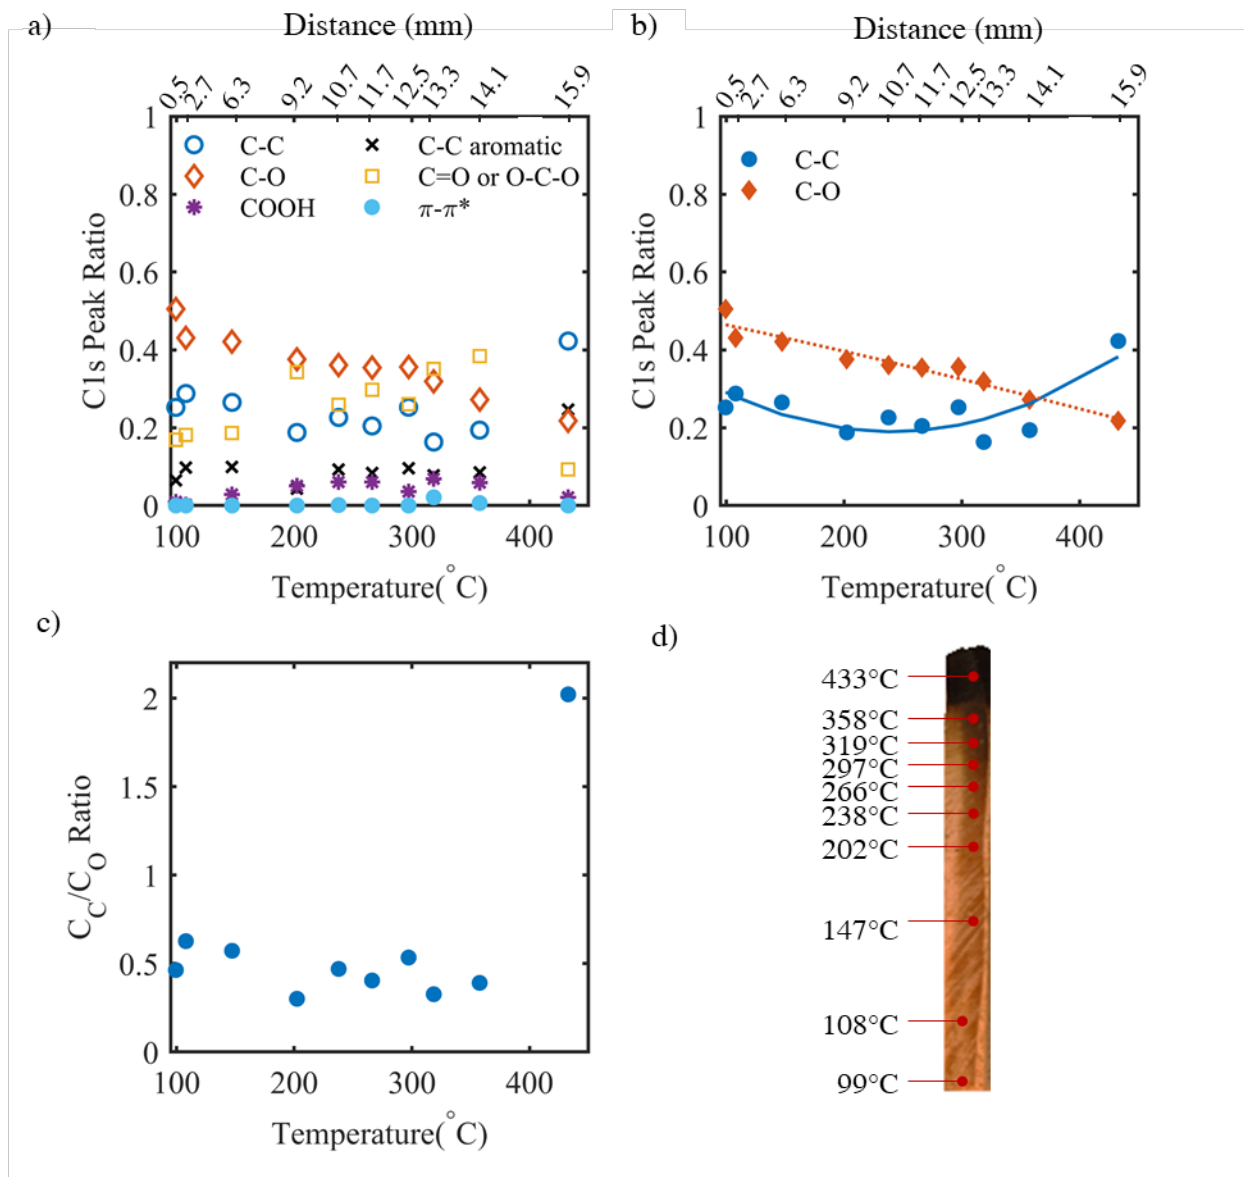 a)
Distance (mm)
0.5 2.7 6.3 9.2 10.7 11.7 12.5 13.3 14.1 15.9
C1s Peak Ratio
1
0.8
0.6
0.4
0.2
0
C-C
C-O
COOH
C-C aromatic
C=O or O-C-O
π-π*
100 200 300 400
Temperature(°C)
b)
Distance (mm)
0.5 2.7 6.3 9.2 10.7 11.7 12.5 13.3 14.1 15.9
C1s Peak Ratio
1
0.8
0.6
0.4
0.2
0
C-C
C-O
100 200 300 400
Temperature(°C)
c)
C_C/C_O Ratio
2
1.5
1
0.5
0
100 200 300 400
Temperature(°C)
d)
433°C
358°C
319°C
297°C
266°C
238°C
202°C
147°C
108°C
99°C